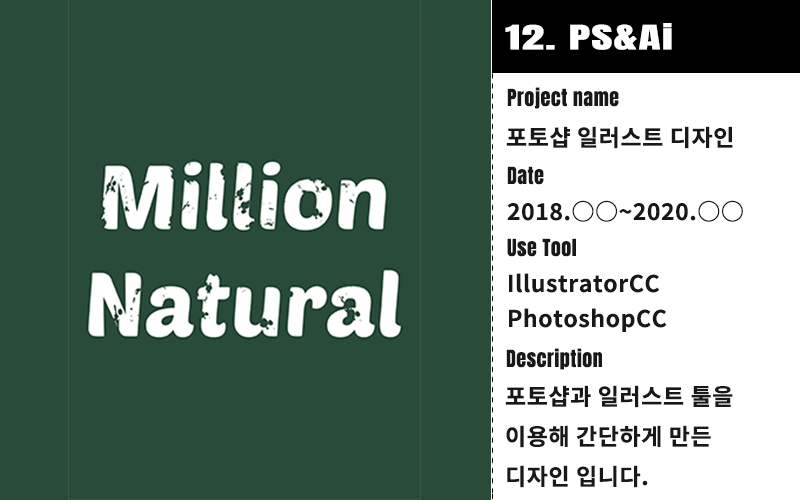 Million
Natural
12. PS&Ai
Project name
포토샵 일러스트 디자인
Date
2018.○○~2020.○○
Use Tool
IllustratorCC
PhotoshopCC
Description
포토샵과 일러스트 툴을
이용해 간단하게 만든
디자인 입니다.